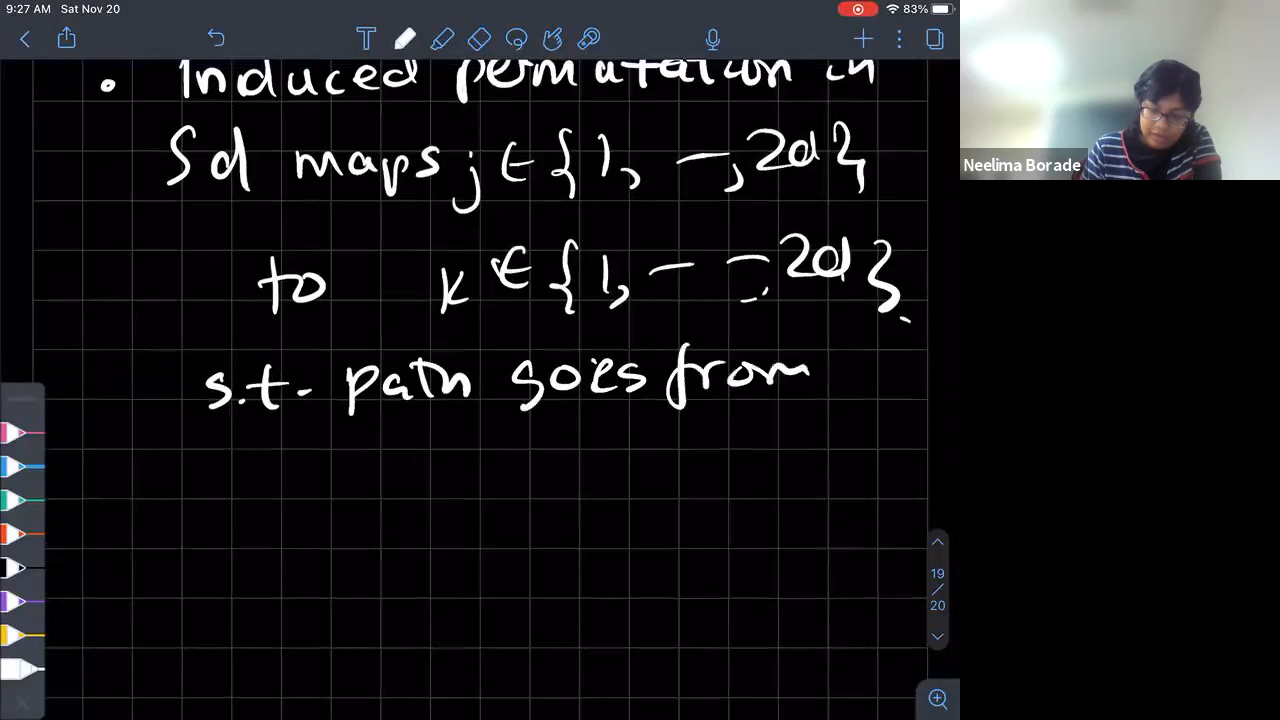 9:27 AM Sat Nov 20
83%
T
• Induced permutation in
Sd maps j ∈ {1, -, 2d}
to k ∈ {1, - -, 2d}.
s.t. path goes from
Neelima Borade
19
/
20